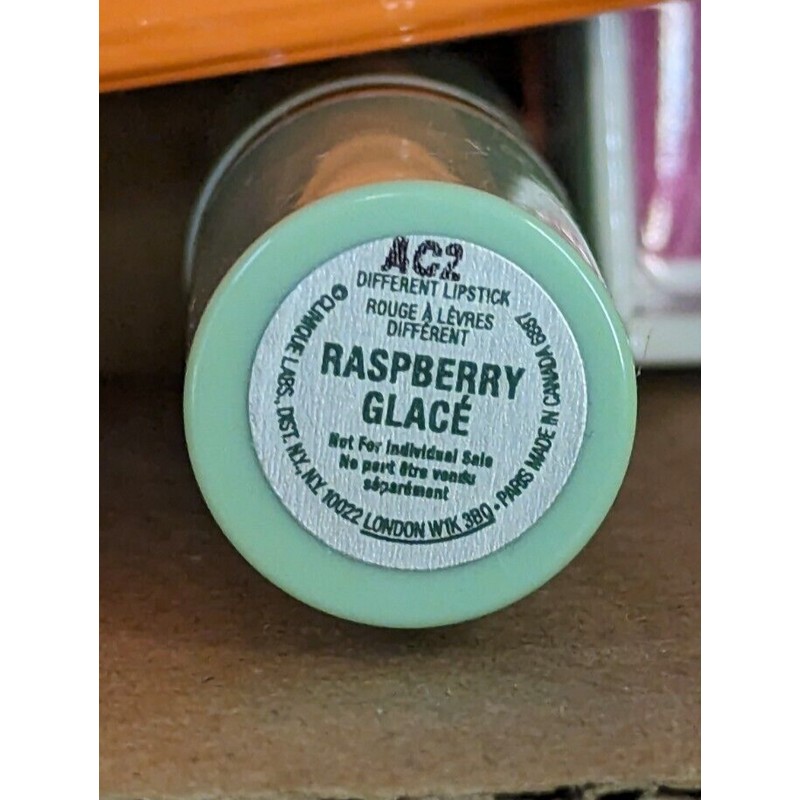 AC2
DIFFERENT LIPSTICK
ROUGE À LÈVRES
DIFFÉRENT
RASPBERRY
GLACÉ
Not For Individual Sale
Ne peut être vendu
séparément
© CLINIQUE LABS., DIST. N.Y., N.Y. 10022 LONDON W1K 3BQ • PARIS MADE IN CANADA 6887